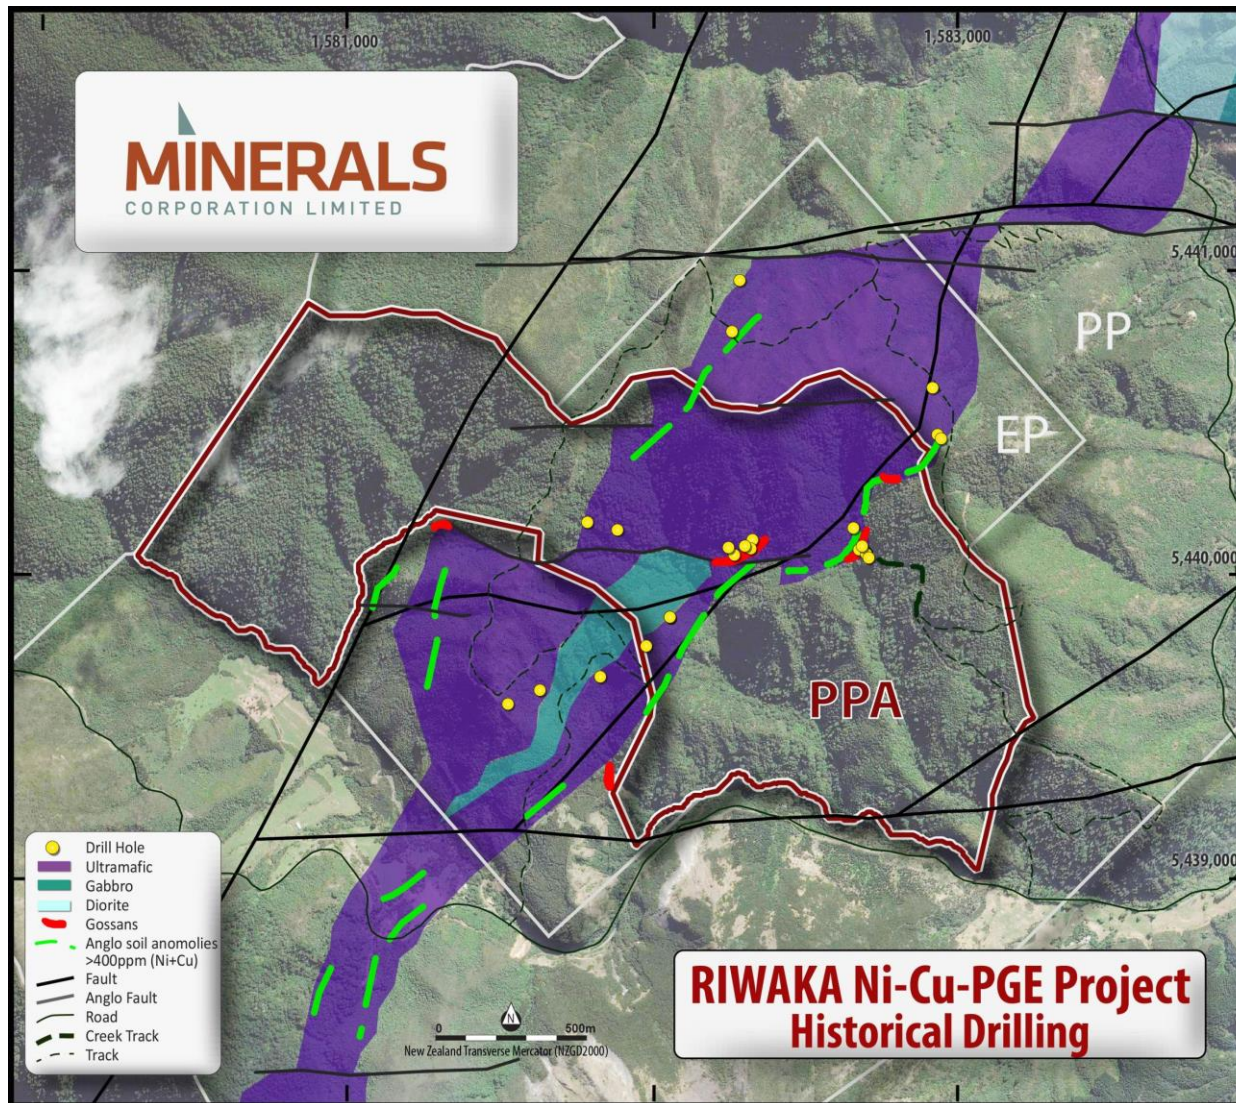 1,581,000
1,583,000
MINERALS
CORPORATION LIMITED
5,441,000
PP
EP
5,440,000
PPA
5,439,000
Drill Hole
Ultramafic
Gabbro
Diorite
Gossans
Anglo soil anomolies
>400ppm (Ni+Cu)
Fault
Anglo Fault
Road
Creek Track
Track
N
0 500m
New Zealand Transverse Mercator (NZGD2000)
RIWAKA Ni-Cu-PGE Project
Historical Drilling